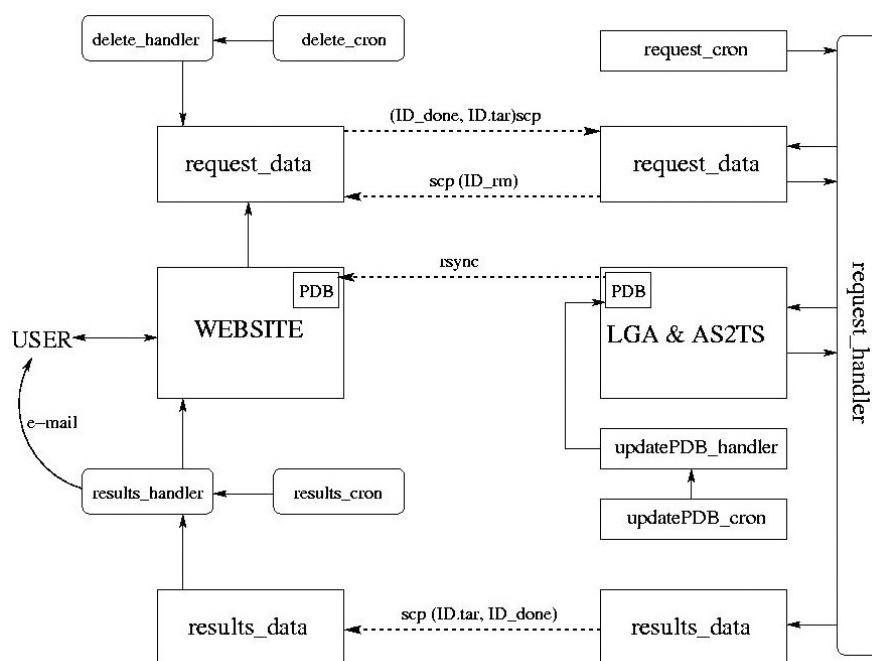 delete_handler
delete_cron
request_cron
(ID_done, ID.tar)scp
request_data
request_data
scp (ID_rm)
rsync
PDB
PDB
request_handler
USER
WEBSITE
LGA & AS2TS
e-mail
updatePDB_handler
results_handler
results_cron
updatePDB_cron
scp (ID.tar, ID_done)
results_data
results_data